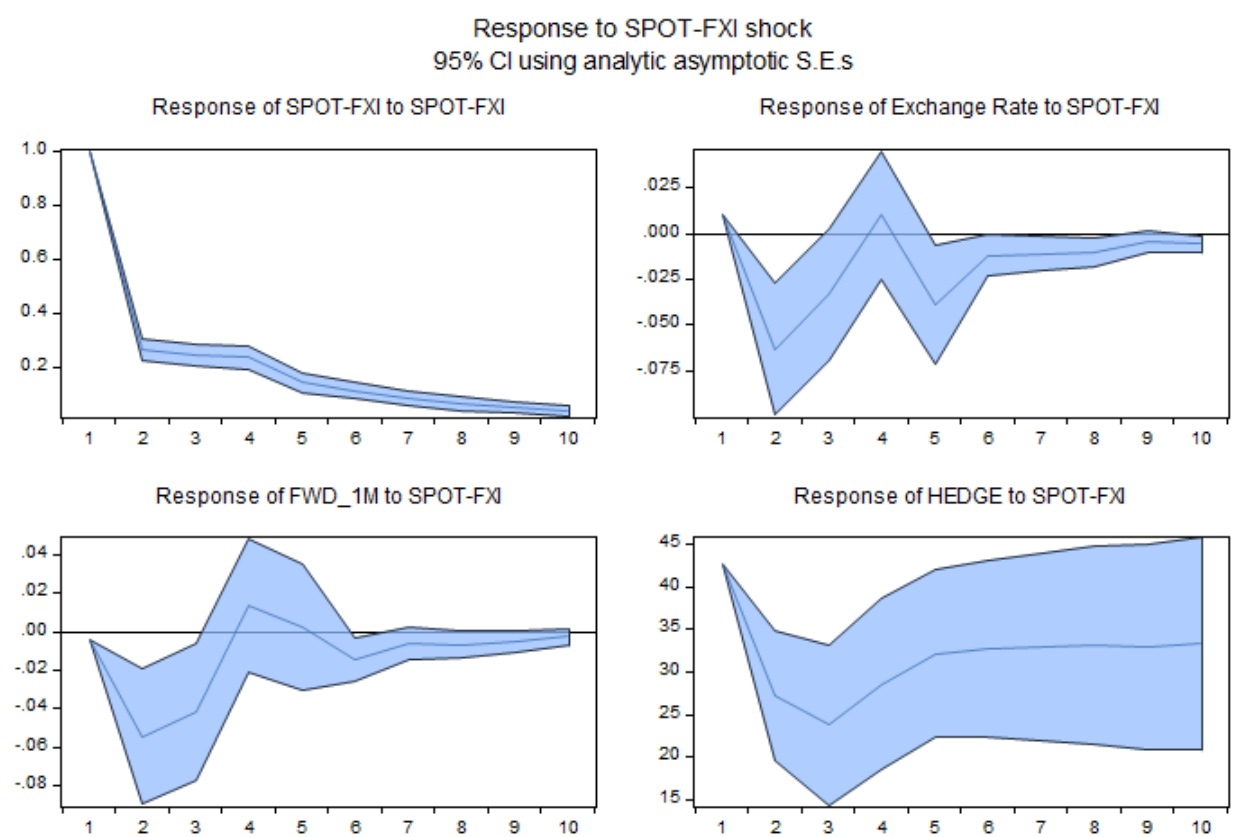 Response to SPOT-FXI shock
95% CI using analytic asymptotic S.E.s
Response of SPOT-FXI to SPOT-FXI
1.0
0.8
0.6
0.4
0.2
1 2 3 4 5 6 7 8 9 10
Response of Exchange Rate to SPOT-FXI
.025
.000
-.025
-.050
-.075
1 2 3 4 5 6 7 8 9 10
Response of FWD_1M to SPOT-FXI
.04
.02
.00
-.02
-.04
-.06
-.08
1 2 3 4 5 6 7 8 9 10
Response of HEDGE to SPOT-FXI
45
40
35
30
25
20
15
1 2 3 4 5 6 7 8 9 10